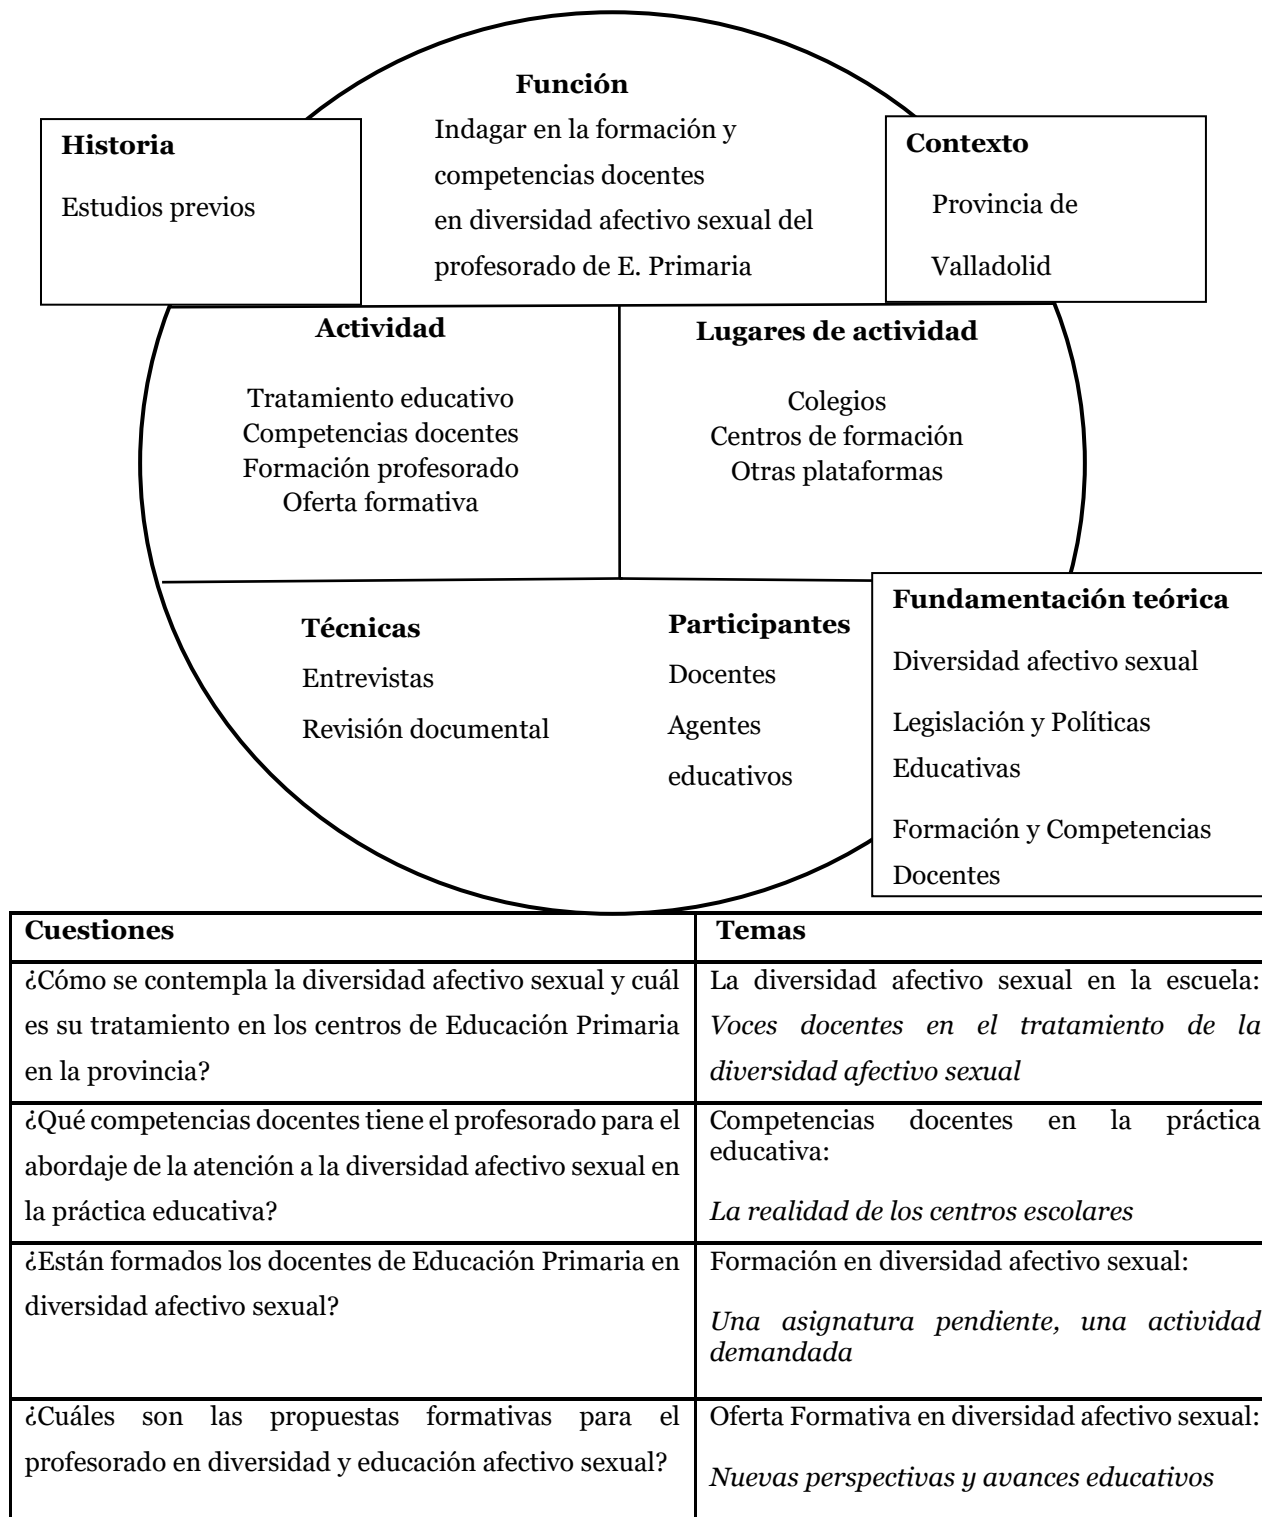 Función
Indagar en la formación y
competencias docentes
en diversidad afectivo sexual del
profesorado de E. Primaria
Historia
Estudios previos
Contexto
Provincia de
Valladolid
Actividad
Tratamiento educativo
Competencias docentes
Formación profesorado
Oferta formativa
Lugares de actividad
Colegios
Centros de formación
Otras plataformas
Técnicas
Entrevistas
Revisión documental
Participantes
Docentes
Agentes
educativos
Fundamentación teórica
Diversidad afectivo sexual
Legislación y Políticas
Educativas
Formación y Competencias
Docentes
Cuestiones
Temas
¿Cómo se contempla la diversidad afectivo sexual y cuál
es su tratamiento en los centros de Educación Primaria
en la provincia?
La diversidad afectivo sexual en la escuela:
Voces docentes en el tratamiento de la
diversidad afectivo sexual
¿Qué competencias docentes tiene el profesorado para el
abordaje de la atención a la diversidad afectivo sexual en
la práctica educativa?
Competencias docentes en la práctica
educativa:
La realidad de los centros escolares
¿Están formados los docentes de Educación Primaria en
diversidad afectivo sexual?
Formación en diversidad afectivo sexual:
Una asignatura pendiente, una actividad
demandada
¿Cuáles son las propuestas formativas para el
profesorado en diversidad y educación afectivo sexual?
Oferta Formativa en diversidad afectivo sexual:
Nuevas perspectivas y avances educativos